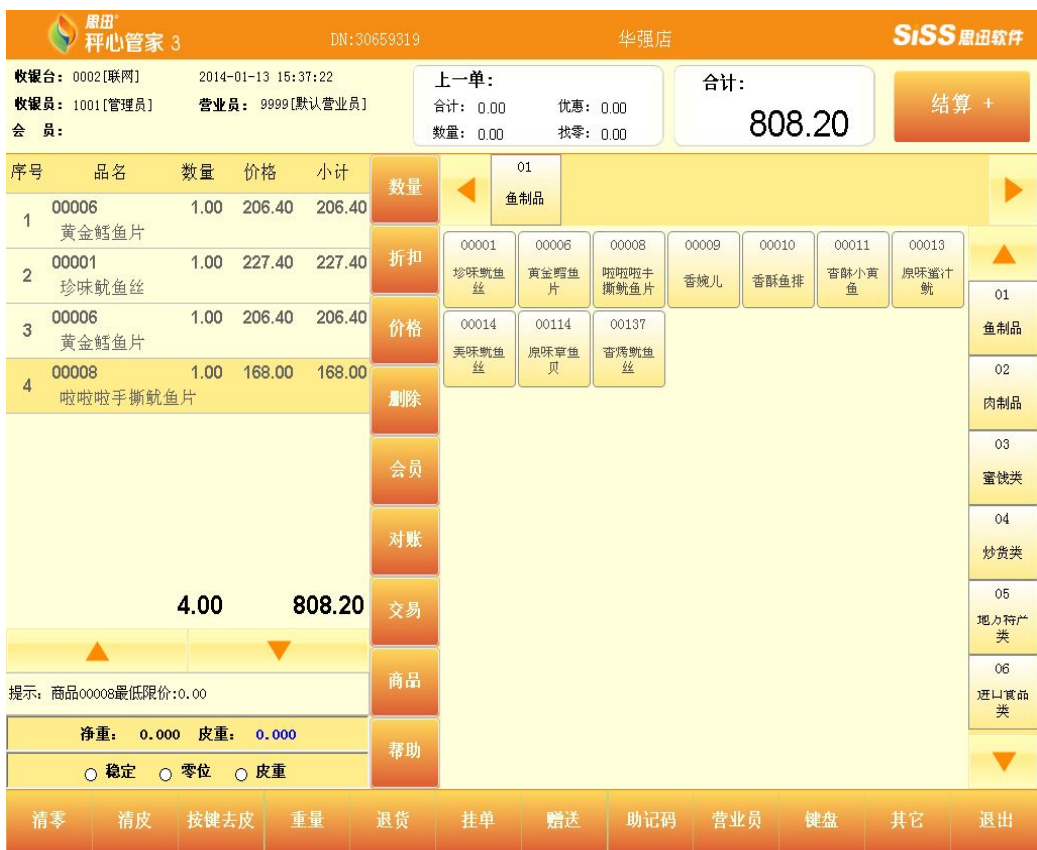 思迅®
秤心管家 3
DN:30659319
华强店
SiSS 思迅软件
收银台: 0002[联网] 2014-01-13 15:37:22
收银员: 1001[管理员] 营业员: 9999[默认营业员]
会 员:
上一单:
合计: 0.00 优惠: 0.00
数量: 0.00 找零: 0.00
合计:
808.20
结算 +
序号 品名 数量 价格 小计
1 00006 1.00 206.40 206.40
黄金鳕鱼片
2 00001 1.00 227.40 227.40
珍味鱿鱼丝
3 00006 1.00 206.40 206.40
黄金鳕鱼片
4 00008 1.00 168.00 168.00
啦啦啦手撕鱿鱼片
4.00 808.20
提示: 商品00008最低限价:0.00
净重: 0.000 皮重: 0.000
稳定 零位 皮重
数量
折扣
价格
删除
会员
对账
交易
商品
帮助
01
鱼制品
00001
珍味鱿鱼
丝
00006
黄金鳕鱼
片
00008
啦啦啦手
撕鱿鱼片
00009
香婉儿
00010
香酥鱼排
00011
香酥小黄
鱼
00013
原味蜜汁
鱿
00014
美味鱿鱼
丝
00114
原味草鱼
贝
00137
香烤鱿鱼
丝
01
鱼制品
02
肉制品
03
蜜饯类
04
炒货类
05
地方特产
类
06
进口食品
类
清零 清皮 按键去皮 重量 退货 挂单 赠送 助记码 营业员 键盘 其它 退出